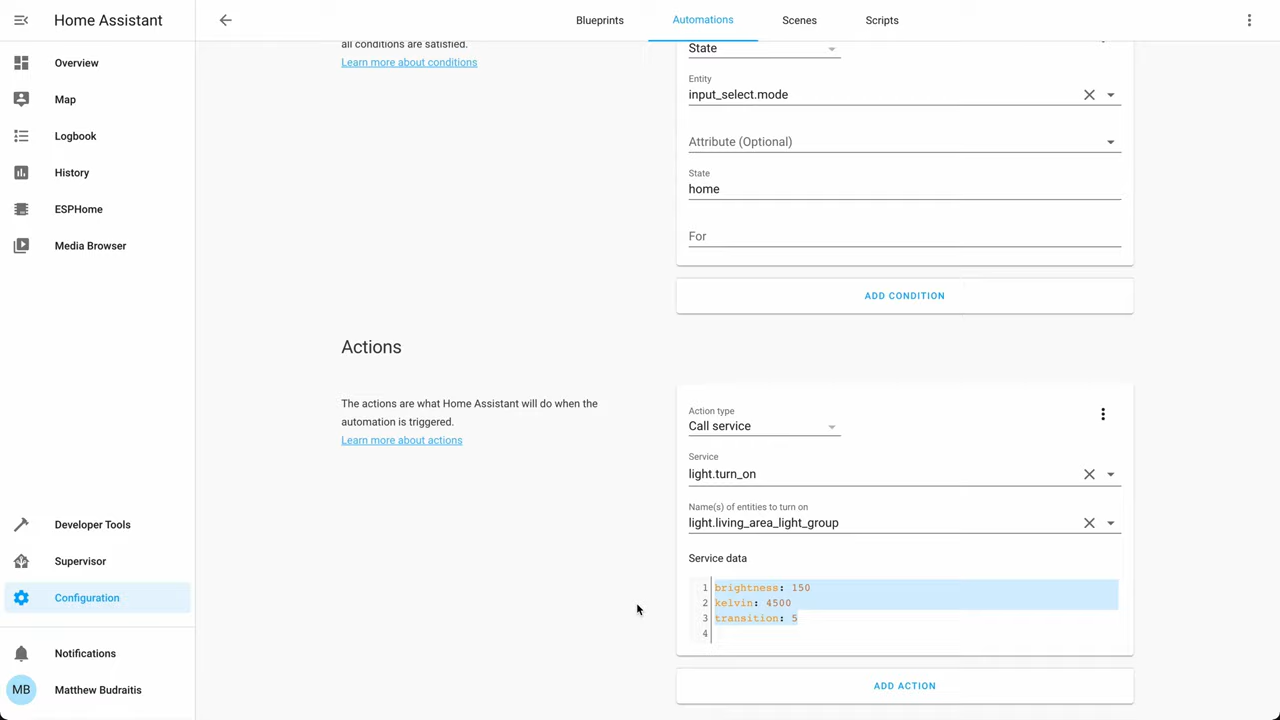 Home Assistant
Blueprints
Automations
Scenes
Scripts
Overview
Map
Logbook
History
ESPHome
Media Browser
Developer Tools
Supervisor
Configuration
Notifications
MB
Matthew Budraitis
all conditions are satisfied.
Learn more about conditions
State
Entity
input_select.mode
Attribute (Optional)
State
home
For
ADD CONDITION
Actions
The actions are what Home Assistant will do when the
automation is triggered.
Learn more about actions
Action type
Call service
Service
light.turn_on
Name(s) of entities to turn on
light.living_area_light_group
Service data
1 brightness: 150
2 kelvin: 4500
3 transition: 5
4
ADD ACTION